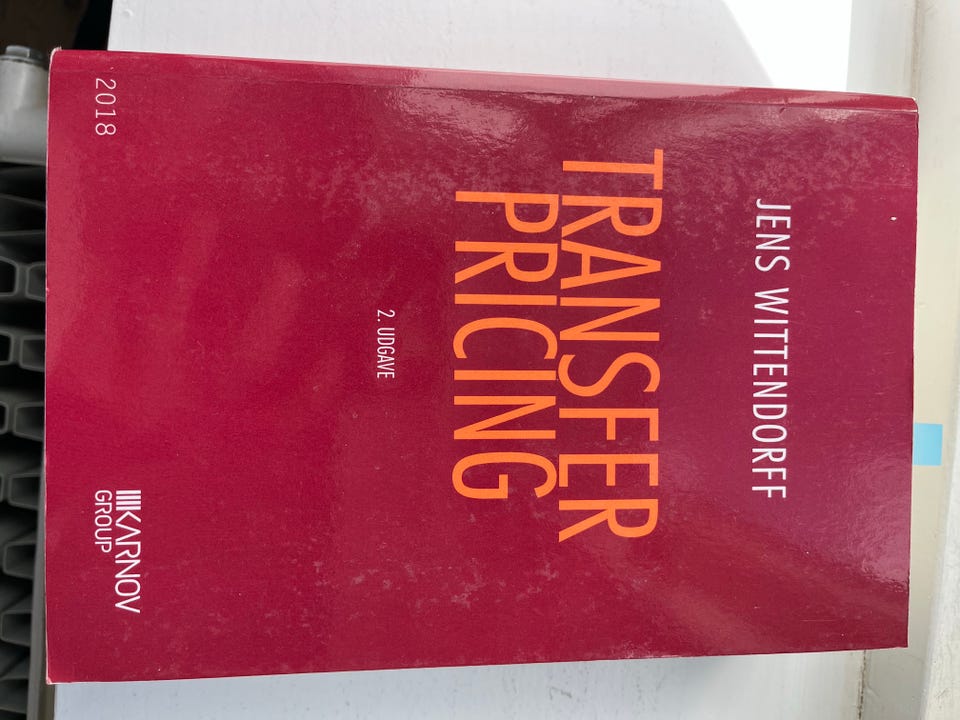 JENS WITTENDORFF
TRANSFER
PRICING
2. UDGAVE
2018
KARNOV
GROUP